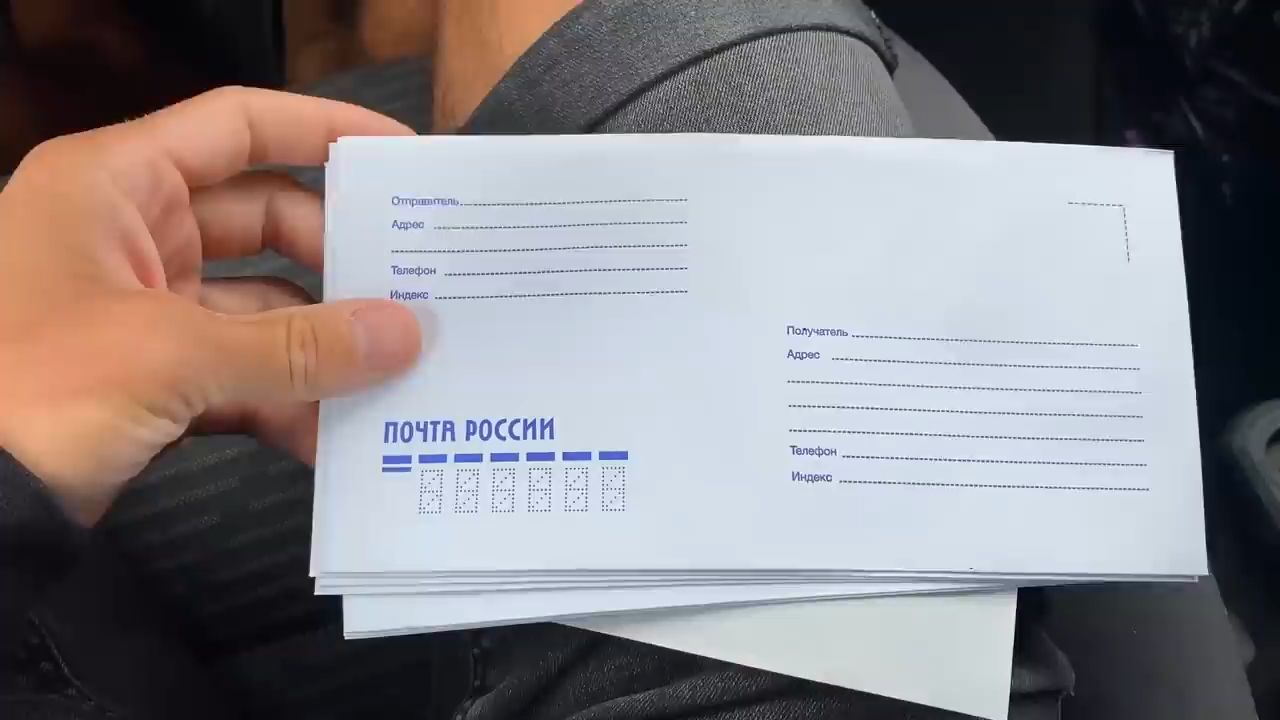 Отправитель
Адрес
Телефон
Индекс
Получатель
Адрес
Телефон
Индекс
ПОЧТА РОССИИ